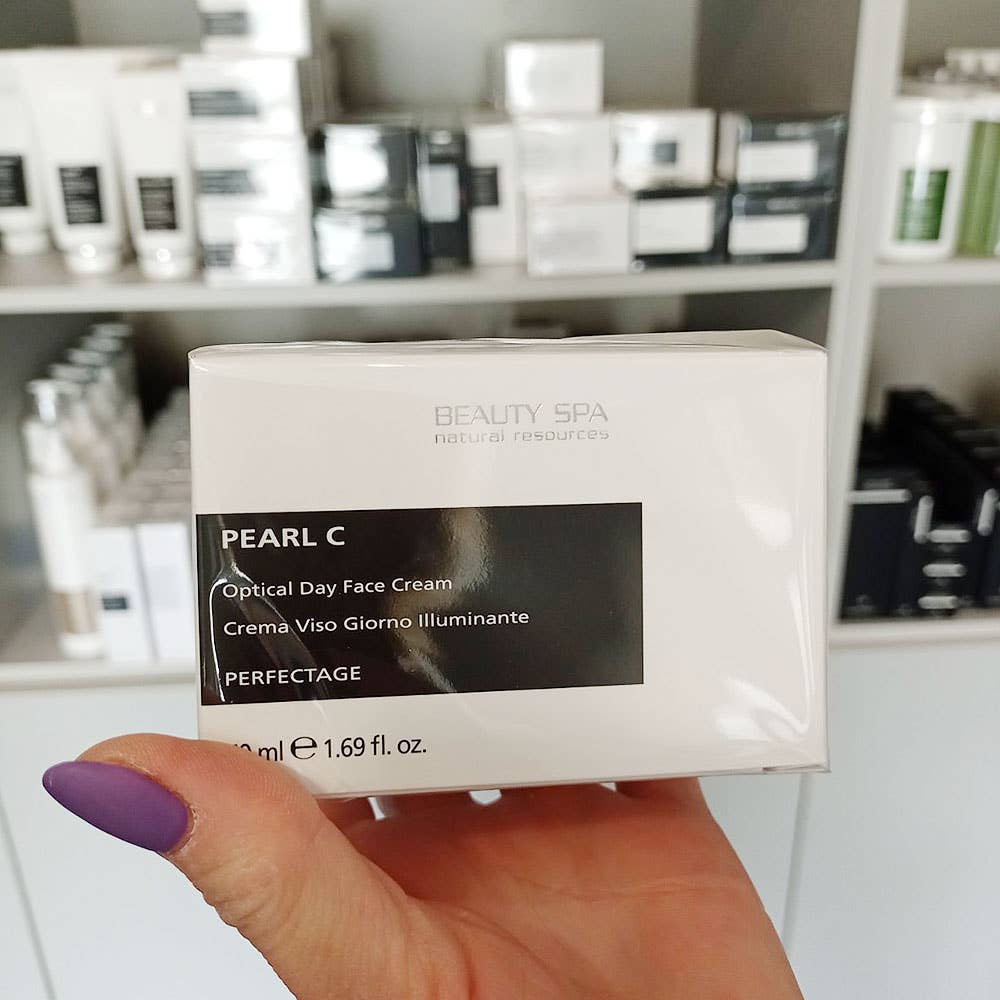 BEAUTY SPA
natural resources
PEARL C
Optical Day Face Cream
Crema Viso Giorno Illuminante
PERFECTAGE
ml ℮ 1.69 fl. oz.